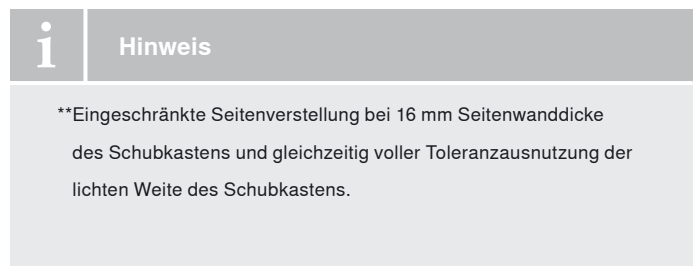 i
Hinweis
**Eingeschränkte Seitenverstellung bei 16 mm Seitenwanddicke
des Schubkastens und gleichzeitig voller Toleranzausnutzung der
lichten Weite des Schubkastens.